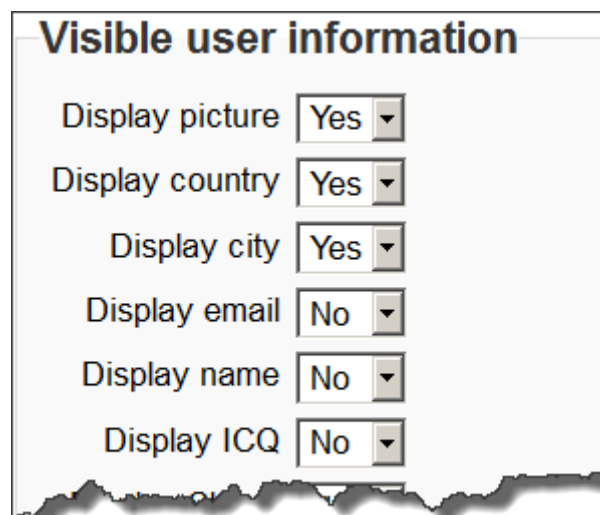 Visible user information
Display picture Yes
Display country Yes
Display city Yes
Display email No
Display name No
Display ICQ No